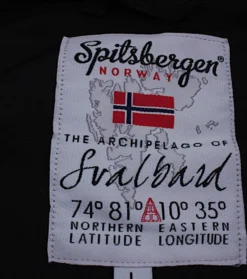 Spitsbergen
NORWAY
THE ARCHIPELAGO OF
Svalbard
74° 81° 10° 35°
NORTHERN EASTERN
LATITUDE LONGITUDE
L